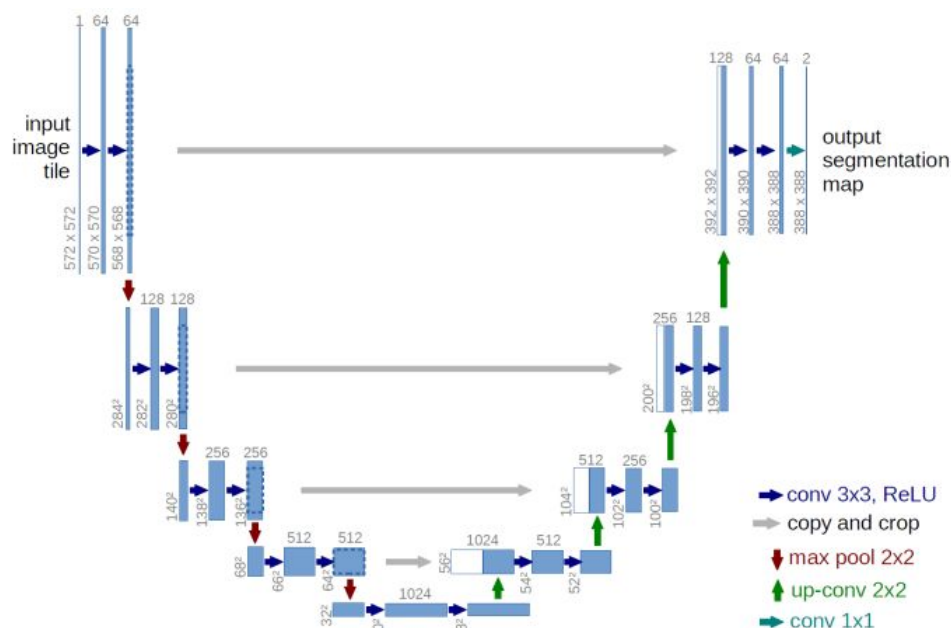 1 64 64
128 64 64 2
input
image
tile
output
segmentation
map
572 x 572
570 x 570
568 x 568
392 x 392
390 x 390
388 x 388
388 x 388
128 128
256 128
284²
282²
280²
200²
198²
196²
256 256
512 256
140²
138²
136²
104²
102²
100²
conv 3x3, ReLU
copy and crop
max pool 2x2
up-conv 2x2
conv 1x1
512 512
1024 512
68²
66²
64²
56²
54²
52²
1024
32²